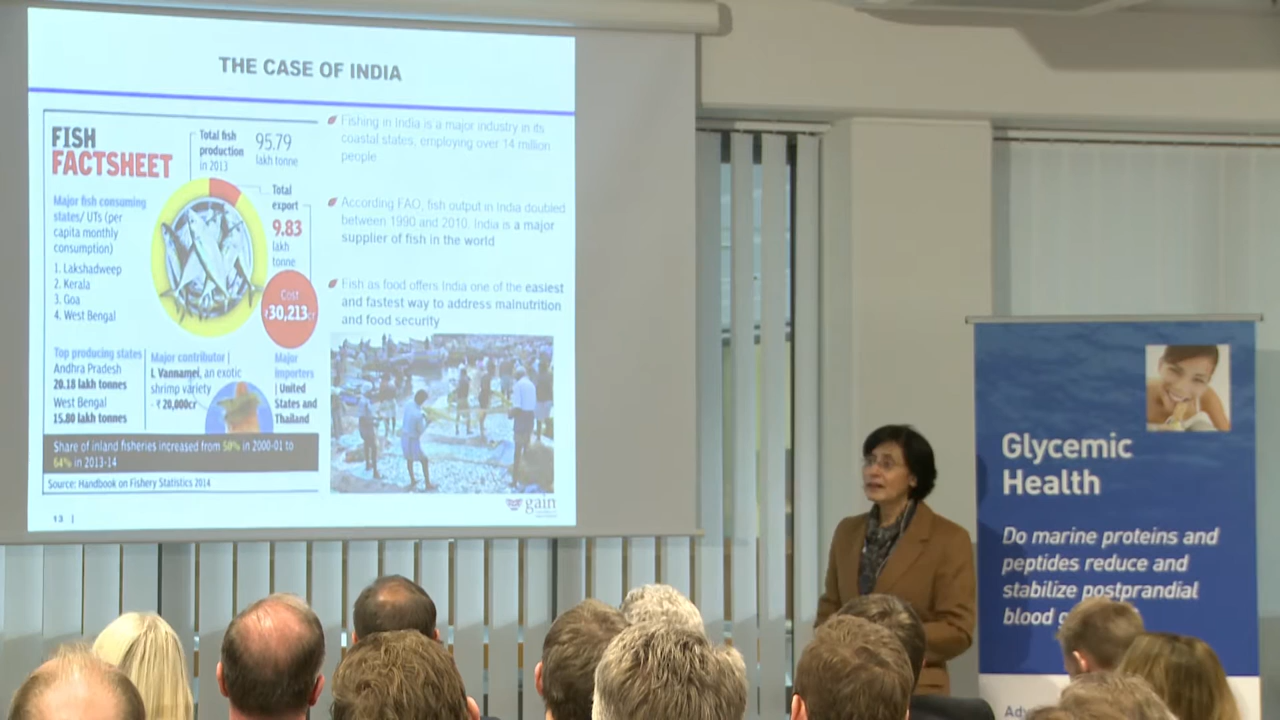 THE CASE OF INDIA
FISH
FACTSHEET
Total fish
production
in 2013
95.79
lakh tonne
Total
export
9.83
lakh
tonne
Major fish consuming
states/ UTs (per
capita monthly
consumption)
1. Lakshadweep
2. Kerala
3. Goa
4. West Bengal
Cost
₹30,213cr
Top producing states
Andhra Pradesh
20.18 lakh tonnes
West Bengal
15.80 lakh tonnes
Major contributor
L Vannamei, an exotic
shrimp variety
- ₹ 20,000cr
Major
importers
United
States and
Thailand
Share of inland fisheries increased from 50% in 2000-01 to
64% in 2013-14
Source: Handbook on Fishery Statistics 2014
Fishing in India is a major industry in its
coastal states, employing over 14 million
people
According FAO, fish output in India doubled
between 1990 and 2010. India is a major
supplier of fish in the world
Fish as food offers India one of the easiest
and fastest way to address malnutrition
and food security
13 |
gain
Glycemic
Health
Do marine proteins and
peptides reduce and
stabilize postprandial
blood